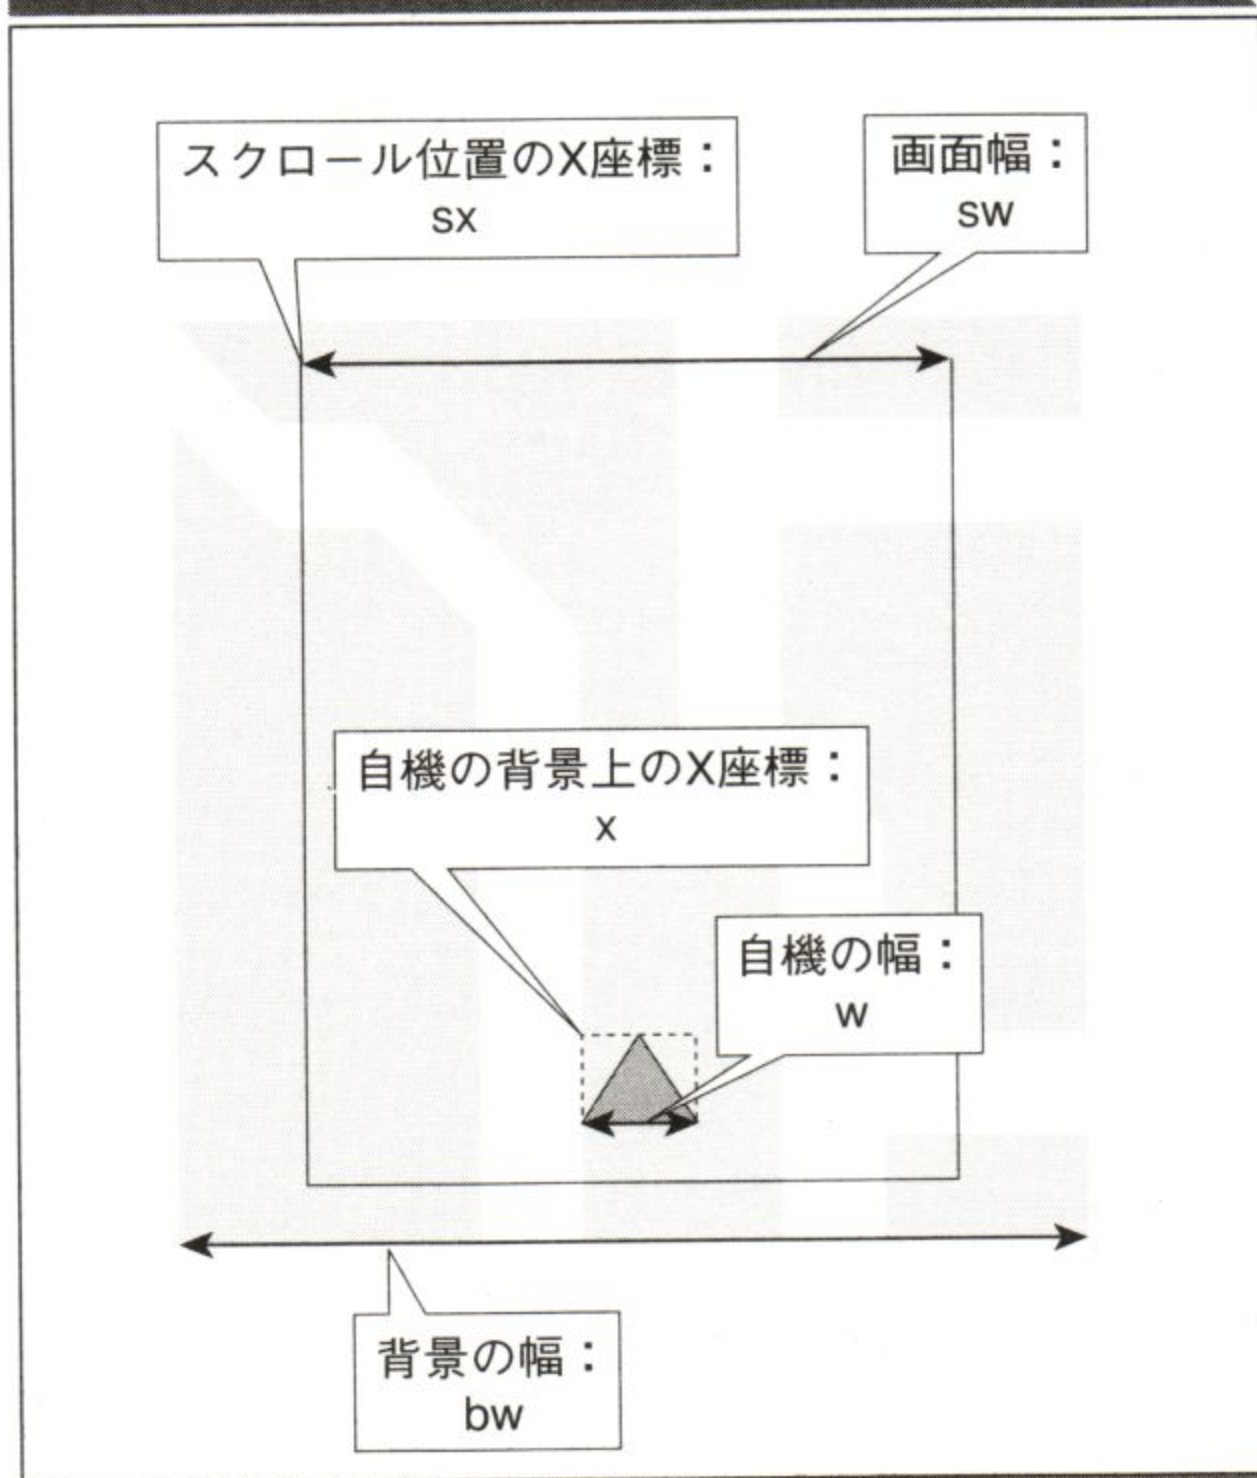 スクロール位置のX座標：
sx
画面幅：
sw
自機の背景上のX座標：
x
自機の幅：
w
背景の幅：
bw